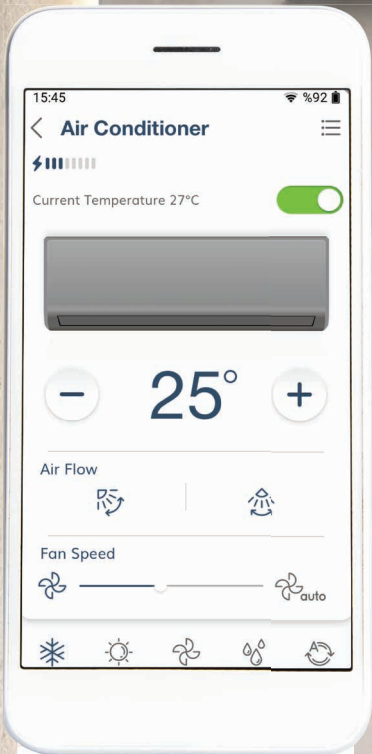 15:45 %92
Air Conditioner
Current Temperature 27°C
25°
Air Flow
Fan Speed
auto
A